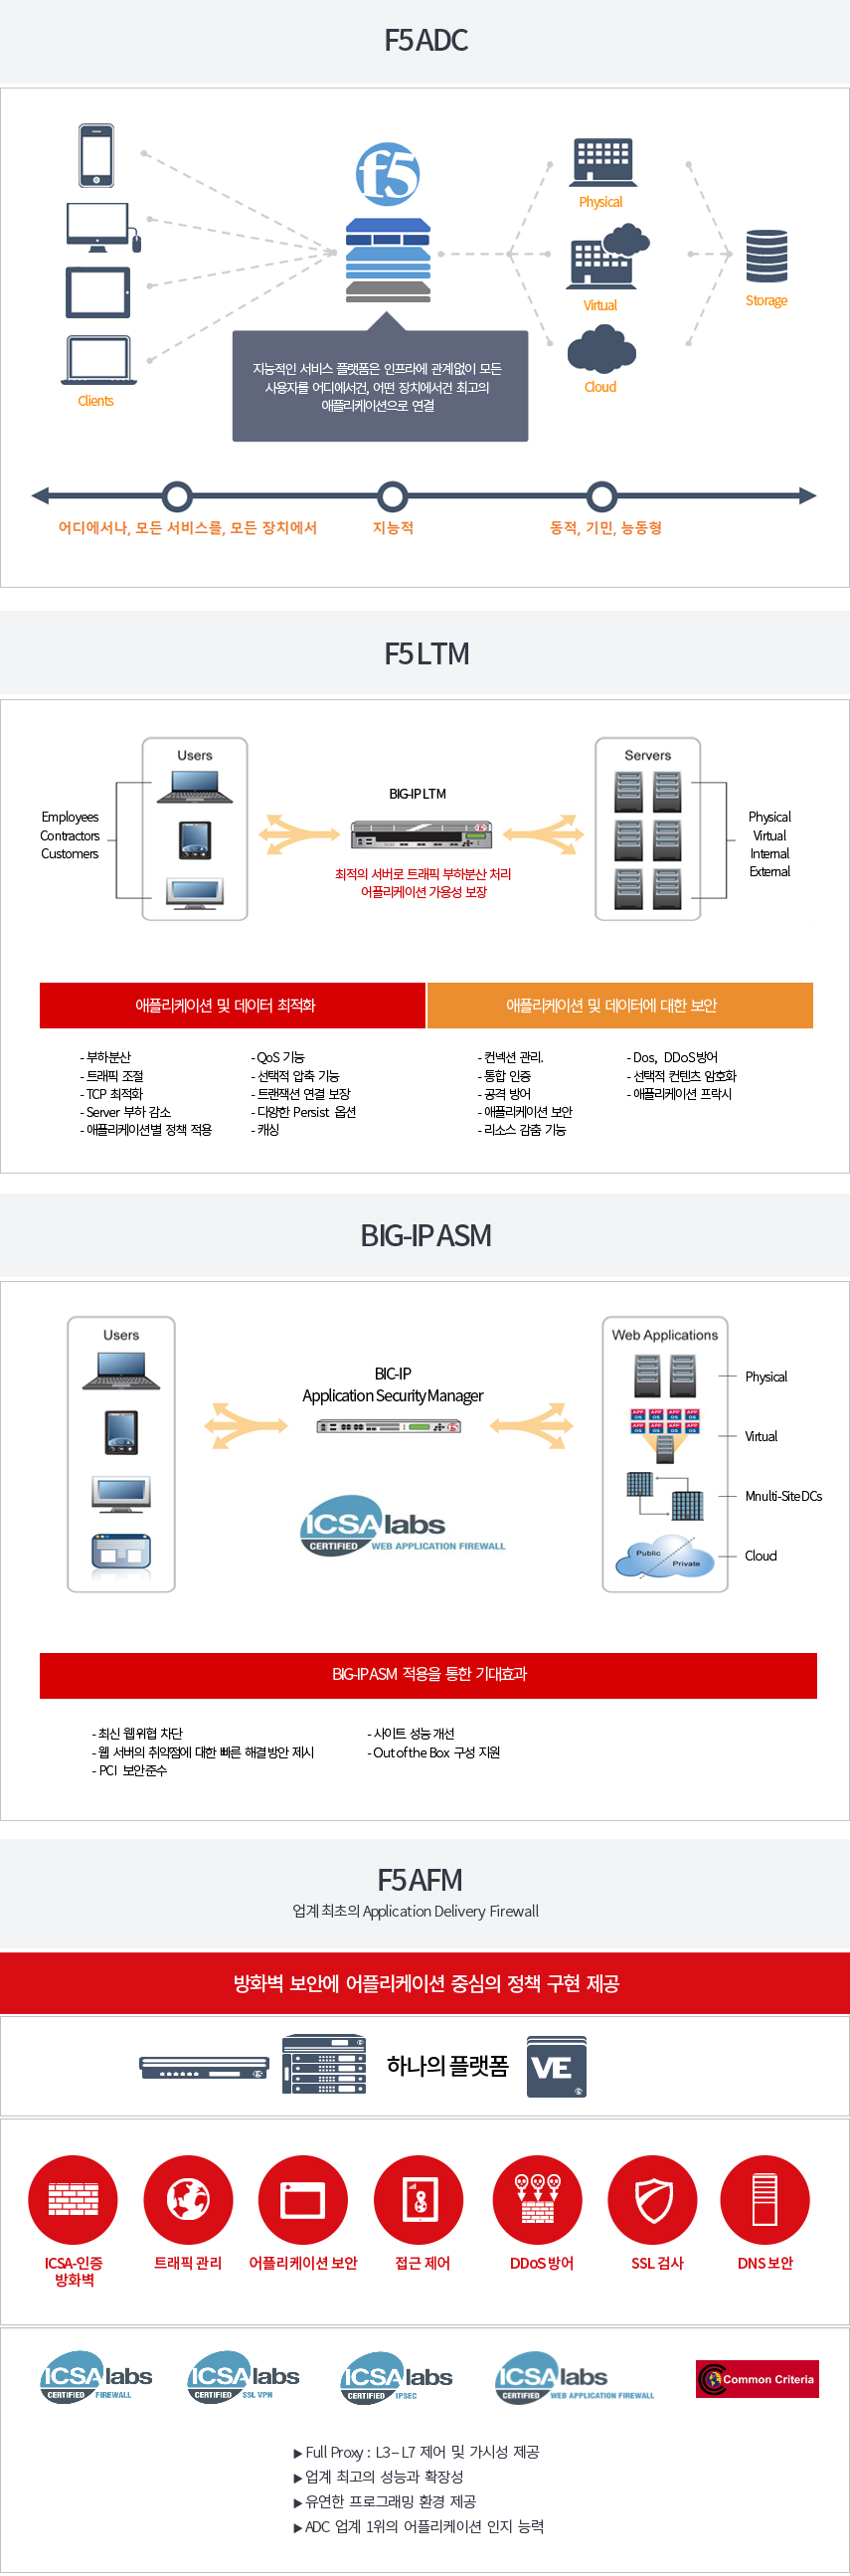 F5 ADC
f5
Physical
Virtual
Storage
Cloud
Clients
지능적인 서비스 플랫폼은 인프라에 관계없이 모든
사용자를 어디에서건, 어떤 장치에서건 최고의
애플리케이션으로 연결
어디에서나, 모든 서비스를, 모든 장치에서
지능적
동적, 기민, 능동형
F5 LTM
Users
Employees
Contractors
Customers
BIG-IP LTM
최적의 서버로 트래픽 부하분산 처리
어플리케이션 가용성 보장
Servers
Physical
Virtual
Internal
External
애플리케이션 및 데이터 최적화
- 부하분산
- 트래픽 조절
- TCP 최적화
- Server 부하 감소
- 애플리케이션별 정책 적용
- QoS 기능
- 선택적 압축 기능
- 트랜잭션 연결 보장
- 다양한 Persist 옵션
- 캐싱
애플리케이션 및 데이터에 대한 보안
- 컨넥션 관리.
- 통합 인증
- 공격 방어
- 애플리케이션 보안
- 리소스 감춤 기능
- Dos, DDoS 방어
- 선택적 컨텐츠 암호화
- 애플리케이션 프락시
BIG-IP ASM
Users
BIC-IP
Application Security Manager
ICSA labs
CERTIFIED WEB APPLICATION FIREWALL
Web Applications
Physical
APP OS APP OS APP OS APP OS
APP OS APP OS APP OS APP OS
Virtual
Mnulti-Site DCs
Public
Private
Cloud
BIG-IP ASM 적용을 통한 기대효과
- 최신 웹위협 차단
- 웹 서버의 취약점에 대한 빠른 해결방안 제시
- PCI 보안준수
- 사이트 성능 개선
- Out of the Box 구성 지원
F5 AFM
업계 최초의 Application Delivery Firewall
방화벽 보안에 어플리케이션 중심의 정책 구현 제공
하나의 플랫폼
VE
ICSA-인증
방화벽
트래픽 관리
어플리케이션 보안
접근 제어
DDoS 방어
SSL 검사
DNS 보안
ICSA labs
CERTIFIED FIREWALL
ICSA labs
CERTIFIED SSL VPN
ICSA labs
CERTIFIED IPSEC
ICSA labs
CERTIFIED WEB APPLICATION FIREWALL
Common Criteria
▶ Full Proxy : L3 – L7 제어 및 가시성 제공
▶ 업계 최고의 성능과 확장성
▶ 유연한 프로그래밍 환경 제공
▶ ADC 업계 1위의 어플리케이션 인지 능력